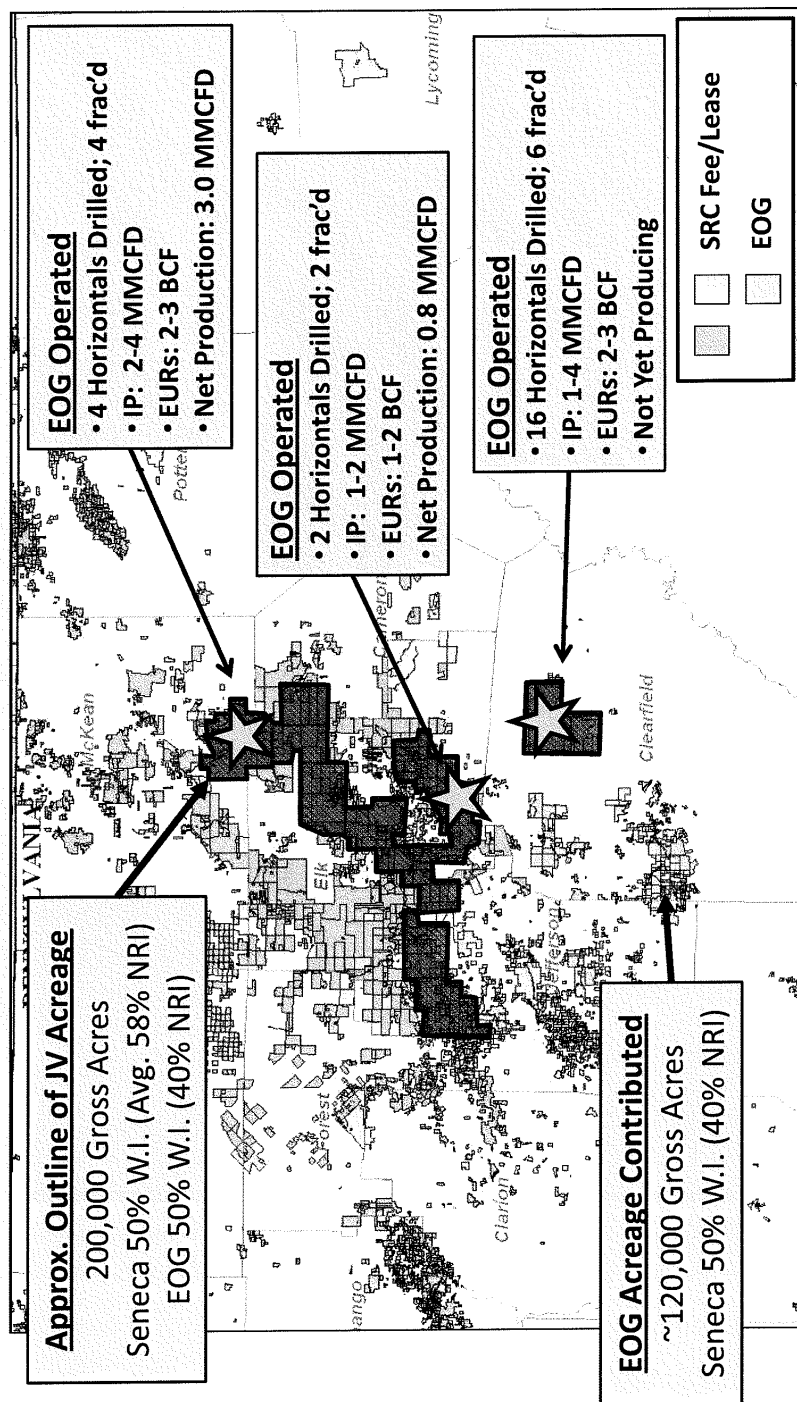 PENNSYLVANIA
McKean
Potter
Lycoming
Elk
Cameron
Forest
Clarion
Jefferson
Clearfield
Approx. Outline of JV Acreage
200,000 Gross Acres
Seneca 50% W.I. (Avg. 58% NRI)
EOG 50% W.I. (40% NRI)
EOG Operated
• 4 Horizontals Drilled; 4 frac'd
• IP: 2-4 MMCFD
• EURs: 2-3 BCF
• Net Production: 3.0 MMCFD
EOG Operated
• 2 Horizontals Drilled; 2 frac'd
• IP: 1-2 MMCFD
• EURs: 1-2 BCF
• Net Production: 0.8 MMCFD
EOG Acreage Contributed
~120,000 Gross Acres
Seneca 50% W.I. (40% NRI)
EOG Operated
• 16 Horizontals Drilled; 6 frac'd
• IP: 1-4 MMCFD
• EURs: 2-3 BCF
• Not Yet Producing
SRC Fee/Lease
EOG